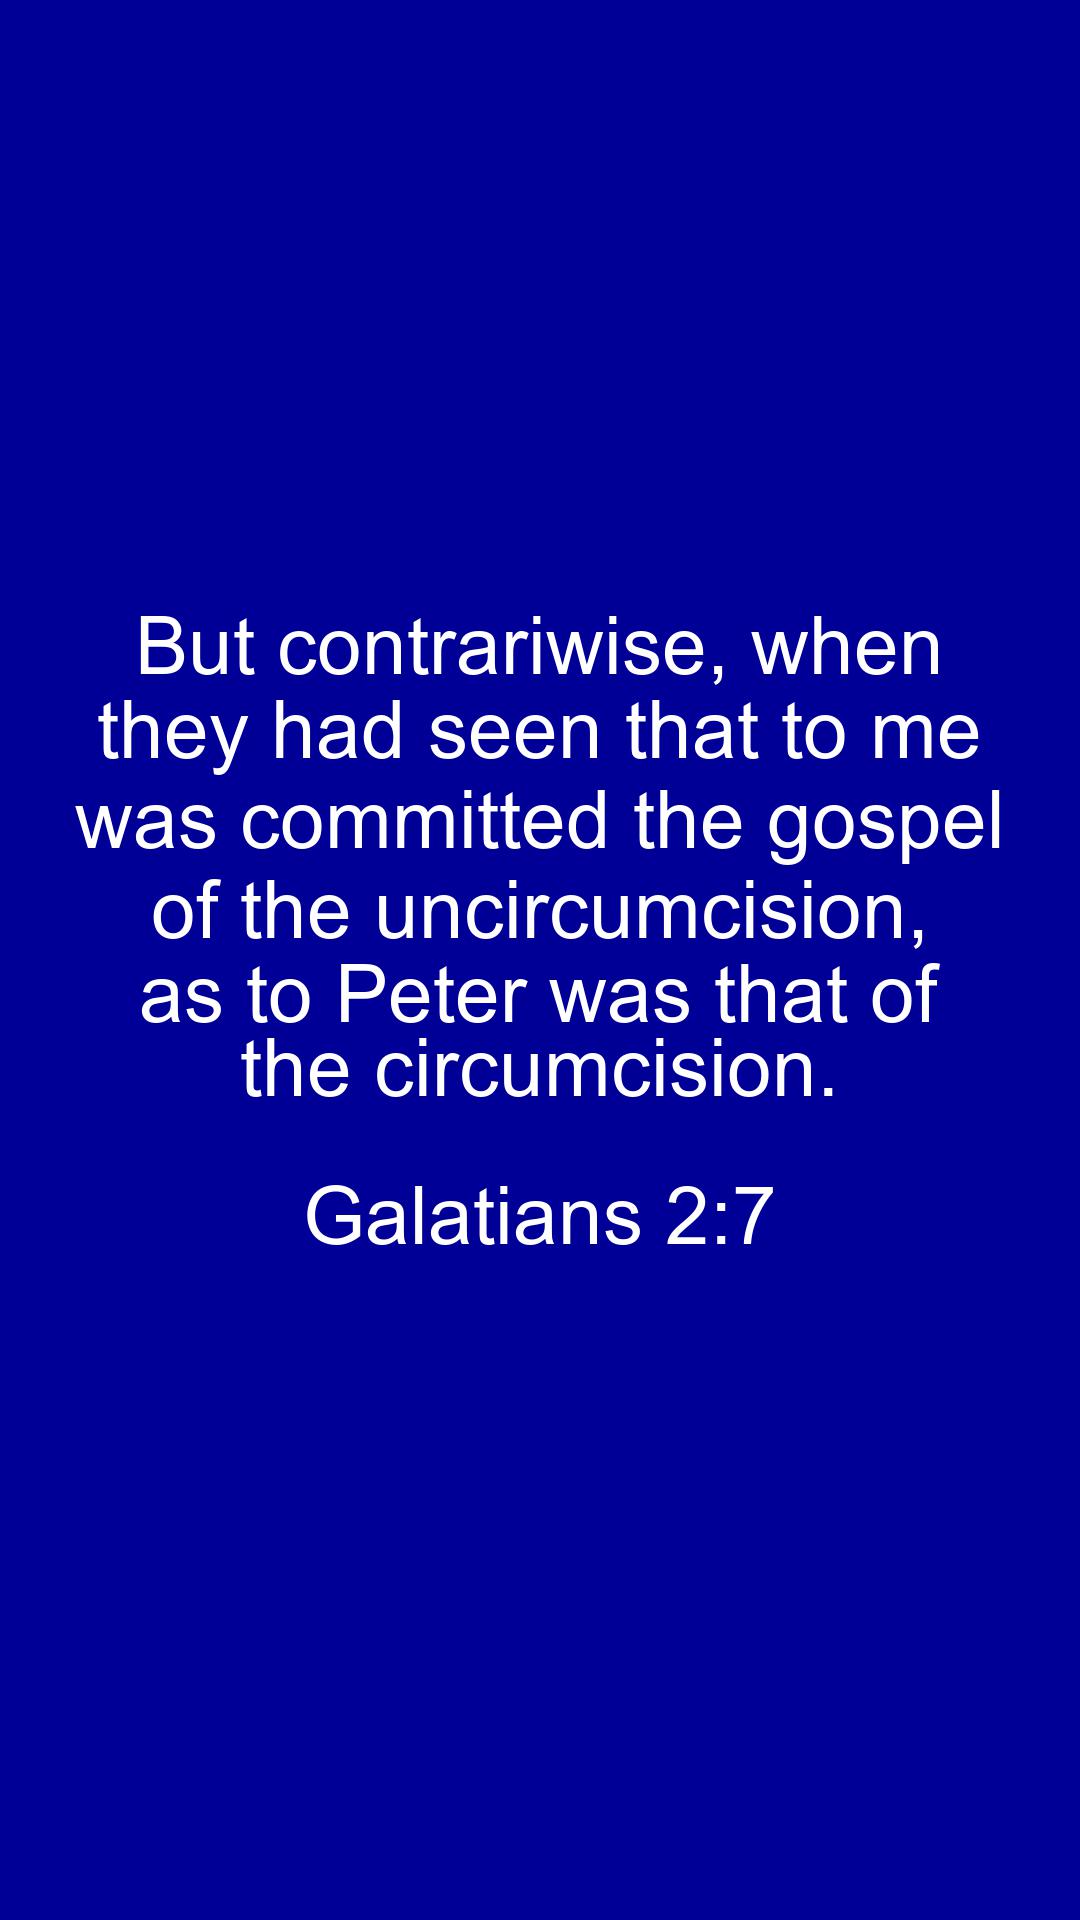 But contrariwise, when
they had seen that to me
was committed the gospel
of the uncircumcision,
as to Peter was that of
the circumcision.
Galatians 2:7